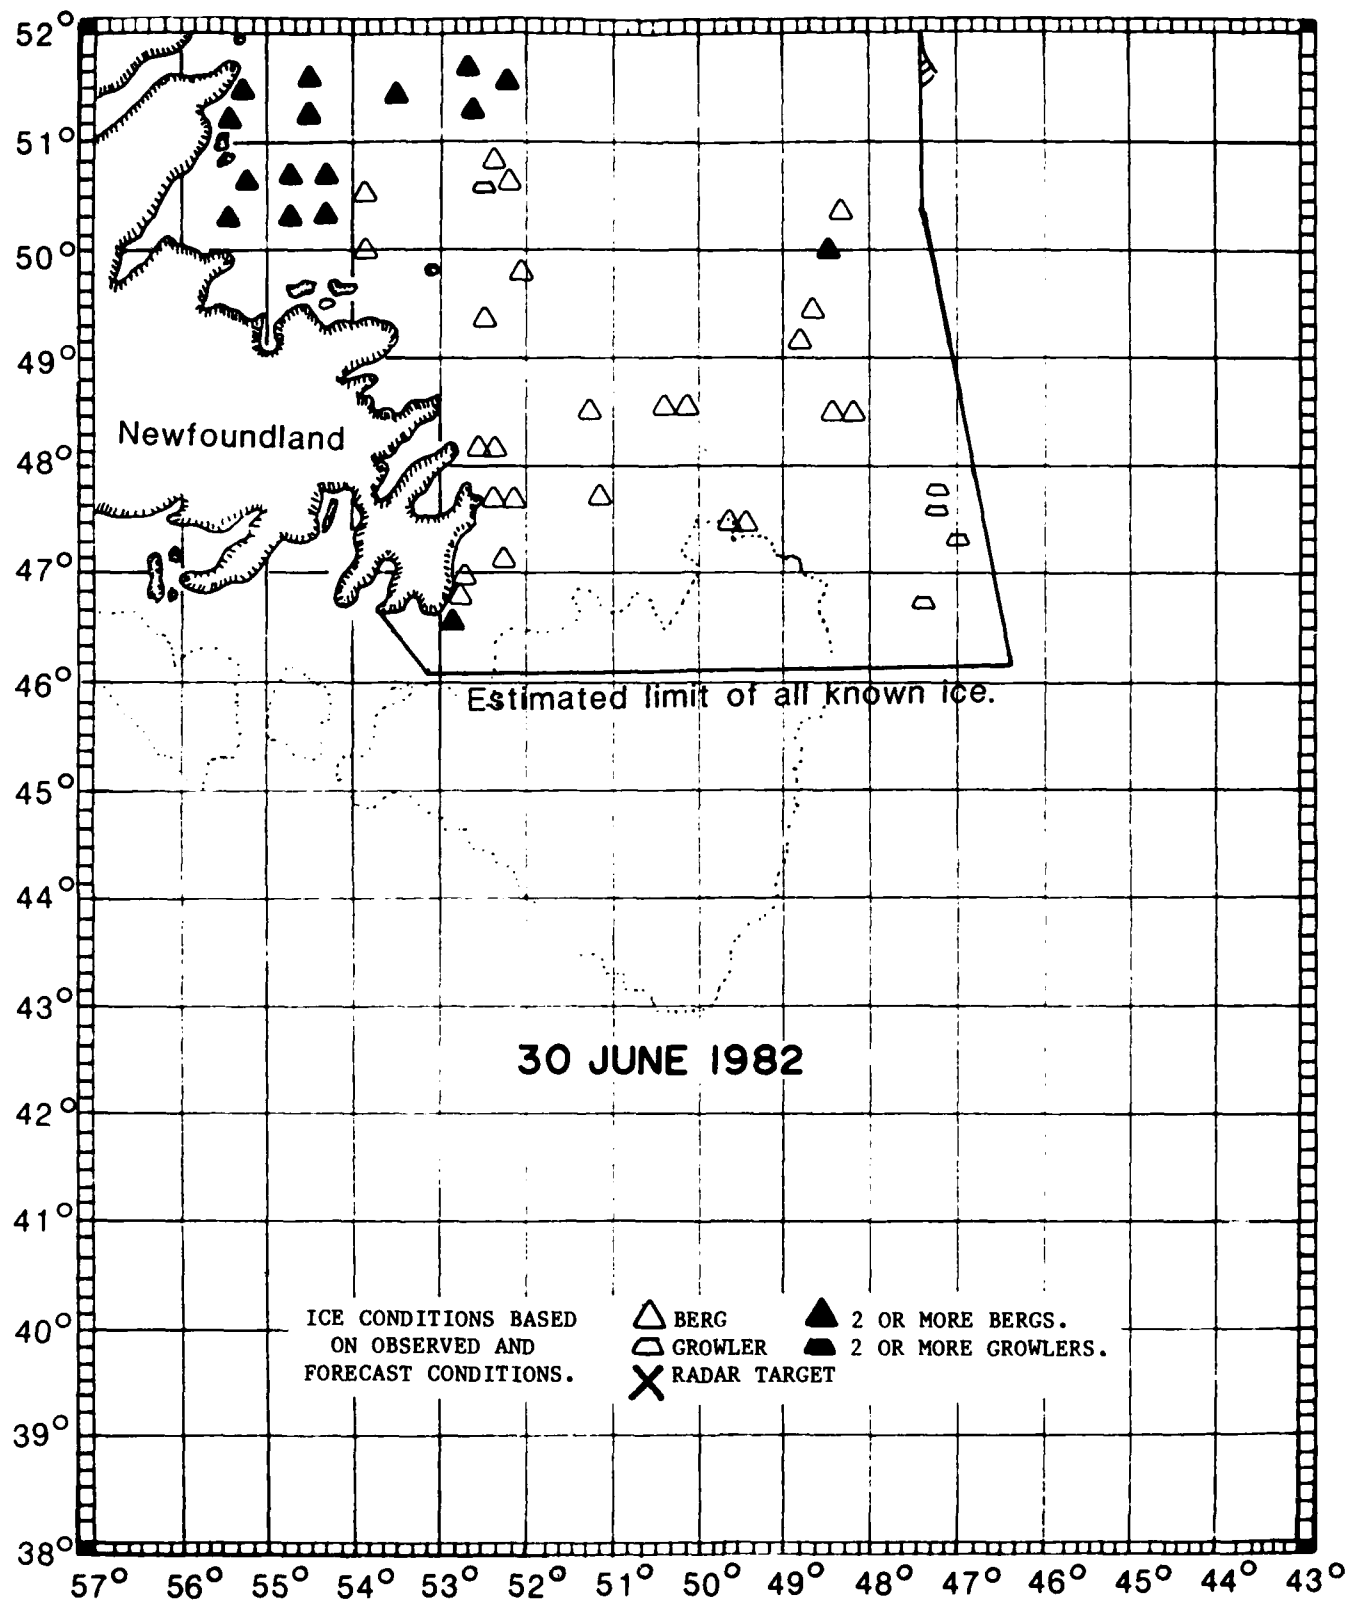 52°
51°
50°
49°
48°
47°
46°
45°
44°
43°
42°
41°
40°
39°
38°
Newfoundland
Estimated limit of all known ice.
30 JUNE 1982
ICE CONDITIONS BASED
ON OBSERVED AND
FORECAST CONDITIONS.
BERG
2 OR MORE BERGS.
GROWLER
2 OR MORE GROWLERS.
RADAR TARGET
57° 56° 55° 54° 53° 52° 51° 50° 49° 48° 47° 46° 45° 44° 43°